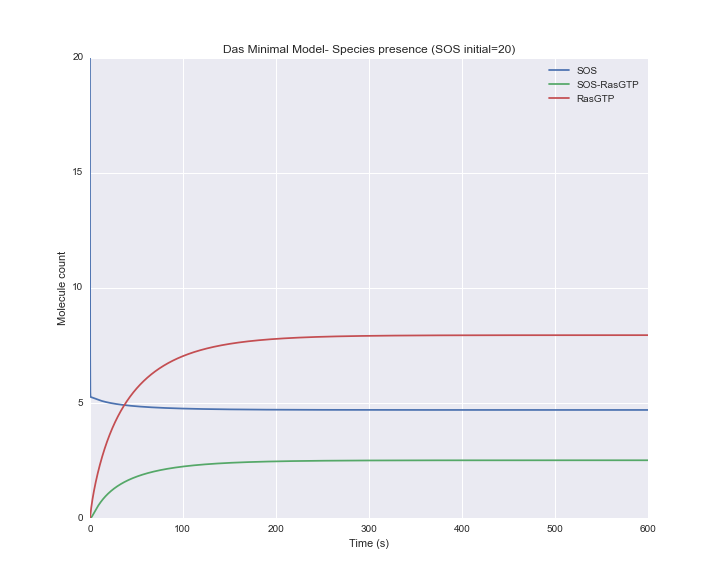 Das Minimal Model- Species presence (SOS initial=20)
SOS
SOS-RasGTP
RasGTP
20
15
10
5
0
Molecule count
0 100 200 300 400 500 600
Time (s)